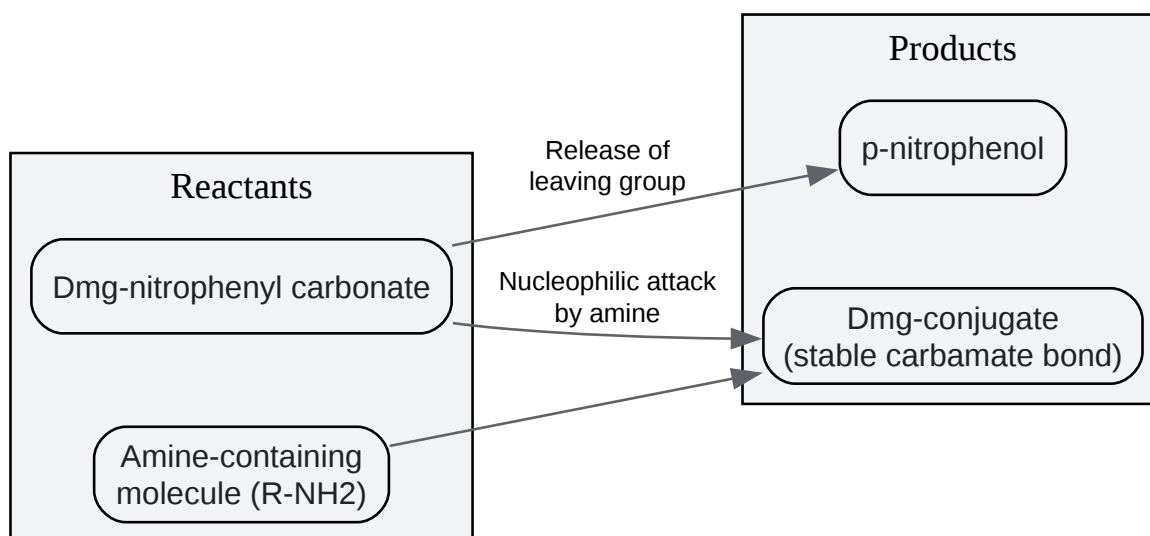 Products
p-nitrophenol
Release of
leaving group
Reactants
Dmg-nitrophenyl carbonate
Nucleophilic attack
by amine
Dmg-conjugate
(stable carbamate bond)
Amine-containing
molecule (R-NH2)